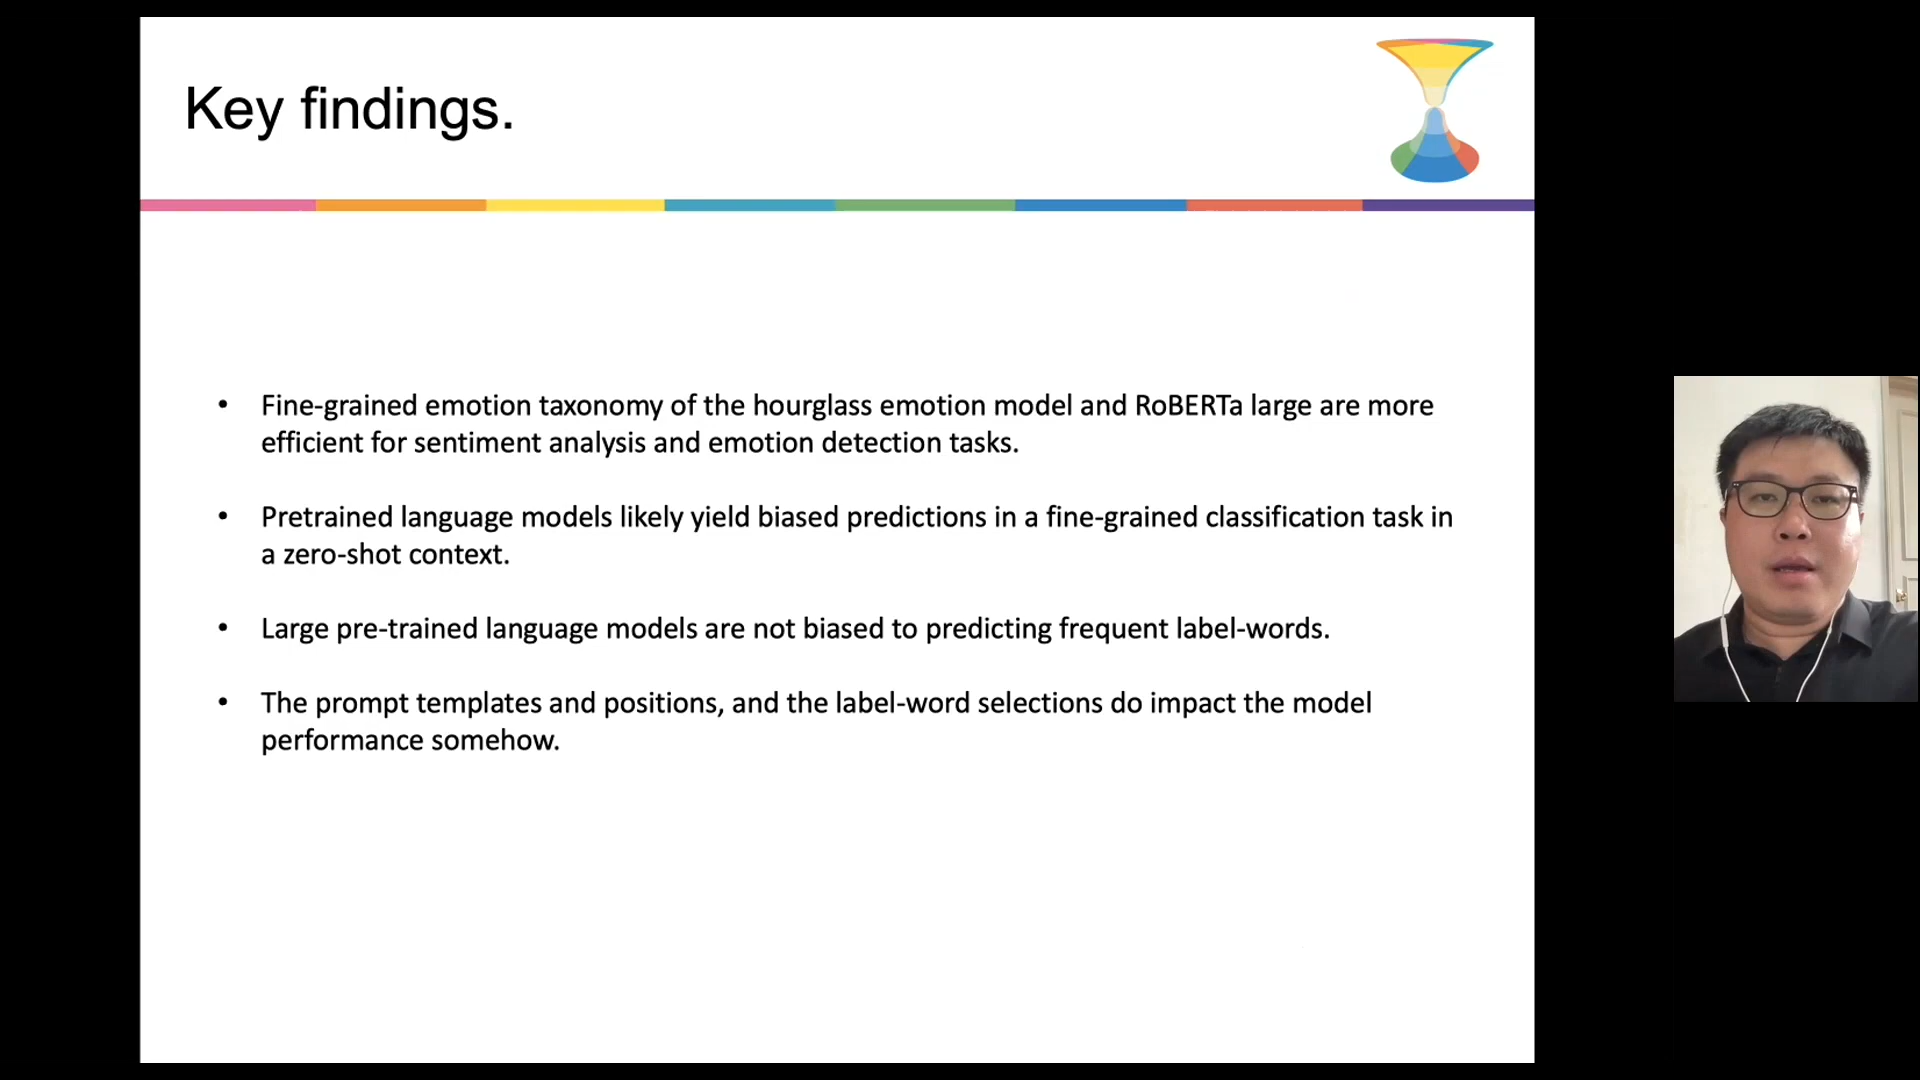 Key findings.
• Fine-grained emotion taxonomy of the hourglass emotion model and RoBERTa large are more
efficient for sentiment analysis and emotion detection tasks.
• Pretrained language models likely yield biased predictions in a fine-grained classification task in
a zero-shot context.
• Large pre-trained language models are not biased to predicting frequent label-words.
• The prompt templates and positions, and the label-word selections do impact the model
performance somehow.